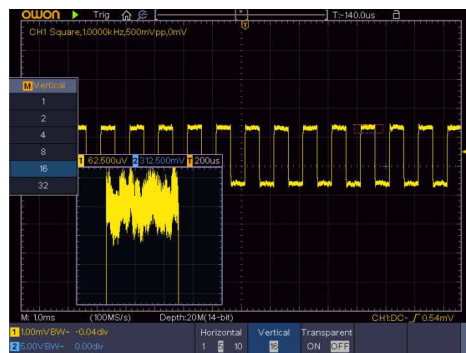 OWON Trig T:-140.0us
CH1 Square,1.0000kHz,500mVpp,0mV
M Vertical
1
2
4
8
16
32
1 62.500uV 2 312.500mV T 200us
M: 1.0ms (100MS/s) Depth:20M(14-bit) CH1:DC- 0.54mV
1 1.00mVBW~ -0.04div
2 5.00VBW~ 0.00div
Horizontal Vertical Transparent
1 5 10 16 ON OFF